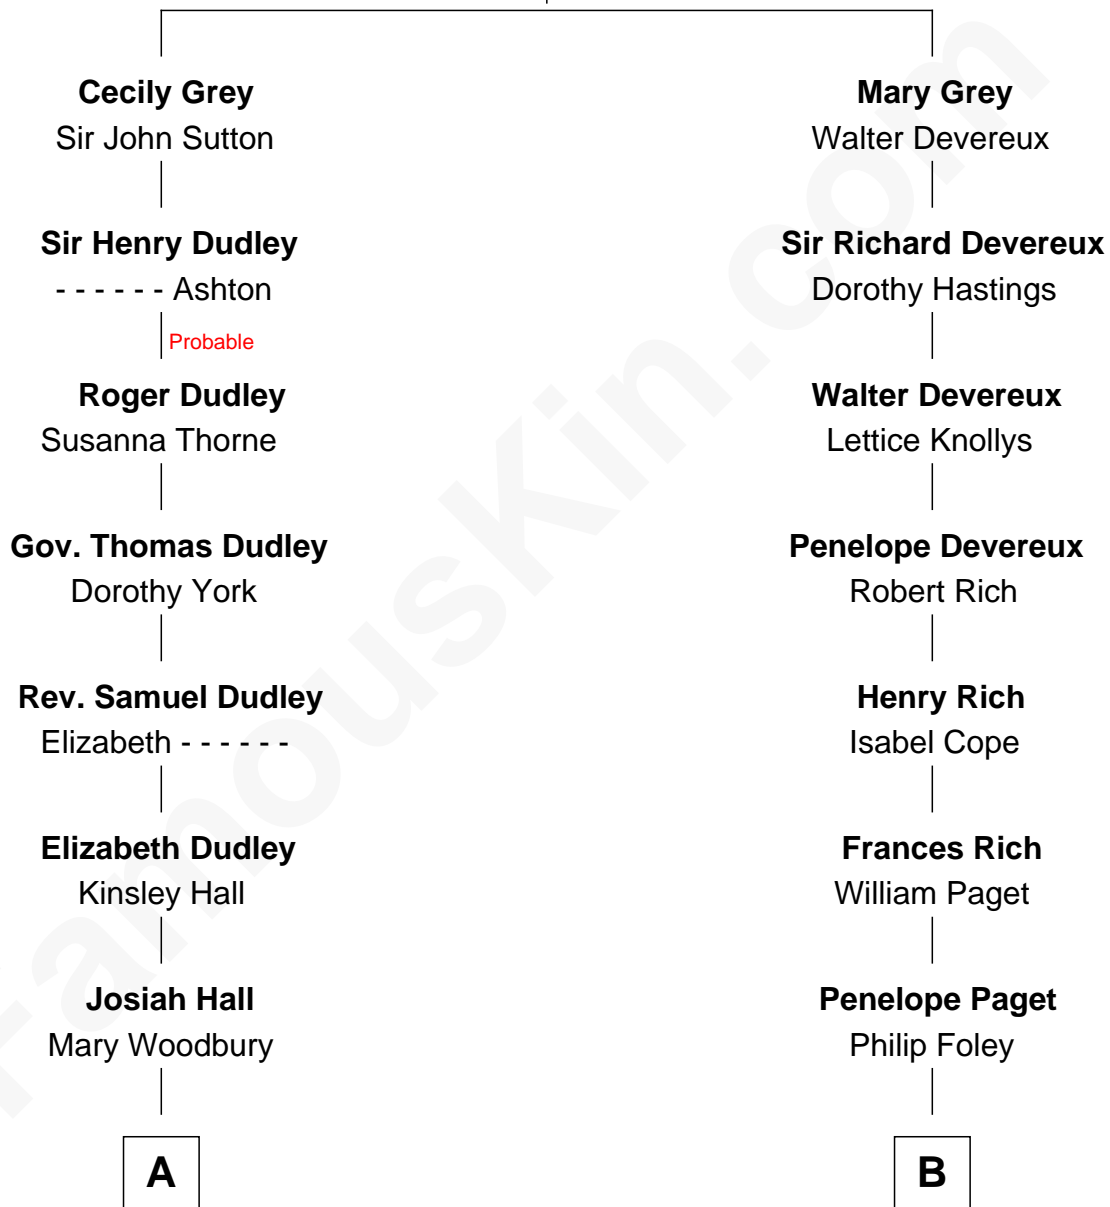 Cecily Grey
Sir John Sutton
Sir Henry Dudley
- - - - - - Ashton
Probable
Roger Dudley
Susanna Thorne
Gov. Thomas Dudley
Dorothy York
Rev. Samuel Dudley
Elizabeth - - - - - -
Elizabeth Dudley
Kinsley Hall
Josiah Hall
Mary Woodbury
A
Mary Grey
Walter Devereux
Sir Richard Devereux
Dorothy Hastings
Walter Devereux
Lettice Knollys
Penelope Devereux
Robert Rich
Henry Rich
Isabel Cope
Frances Rich
William Paget
Penelope Paget
Philip Foley
B
FamousKin.com